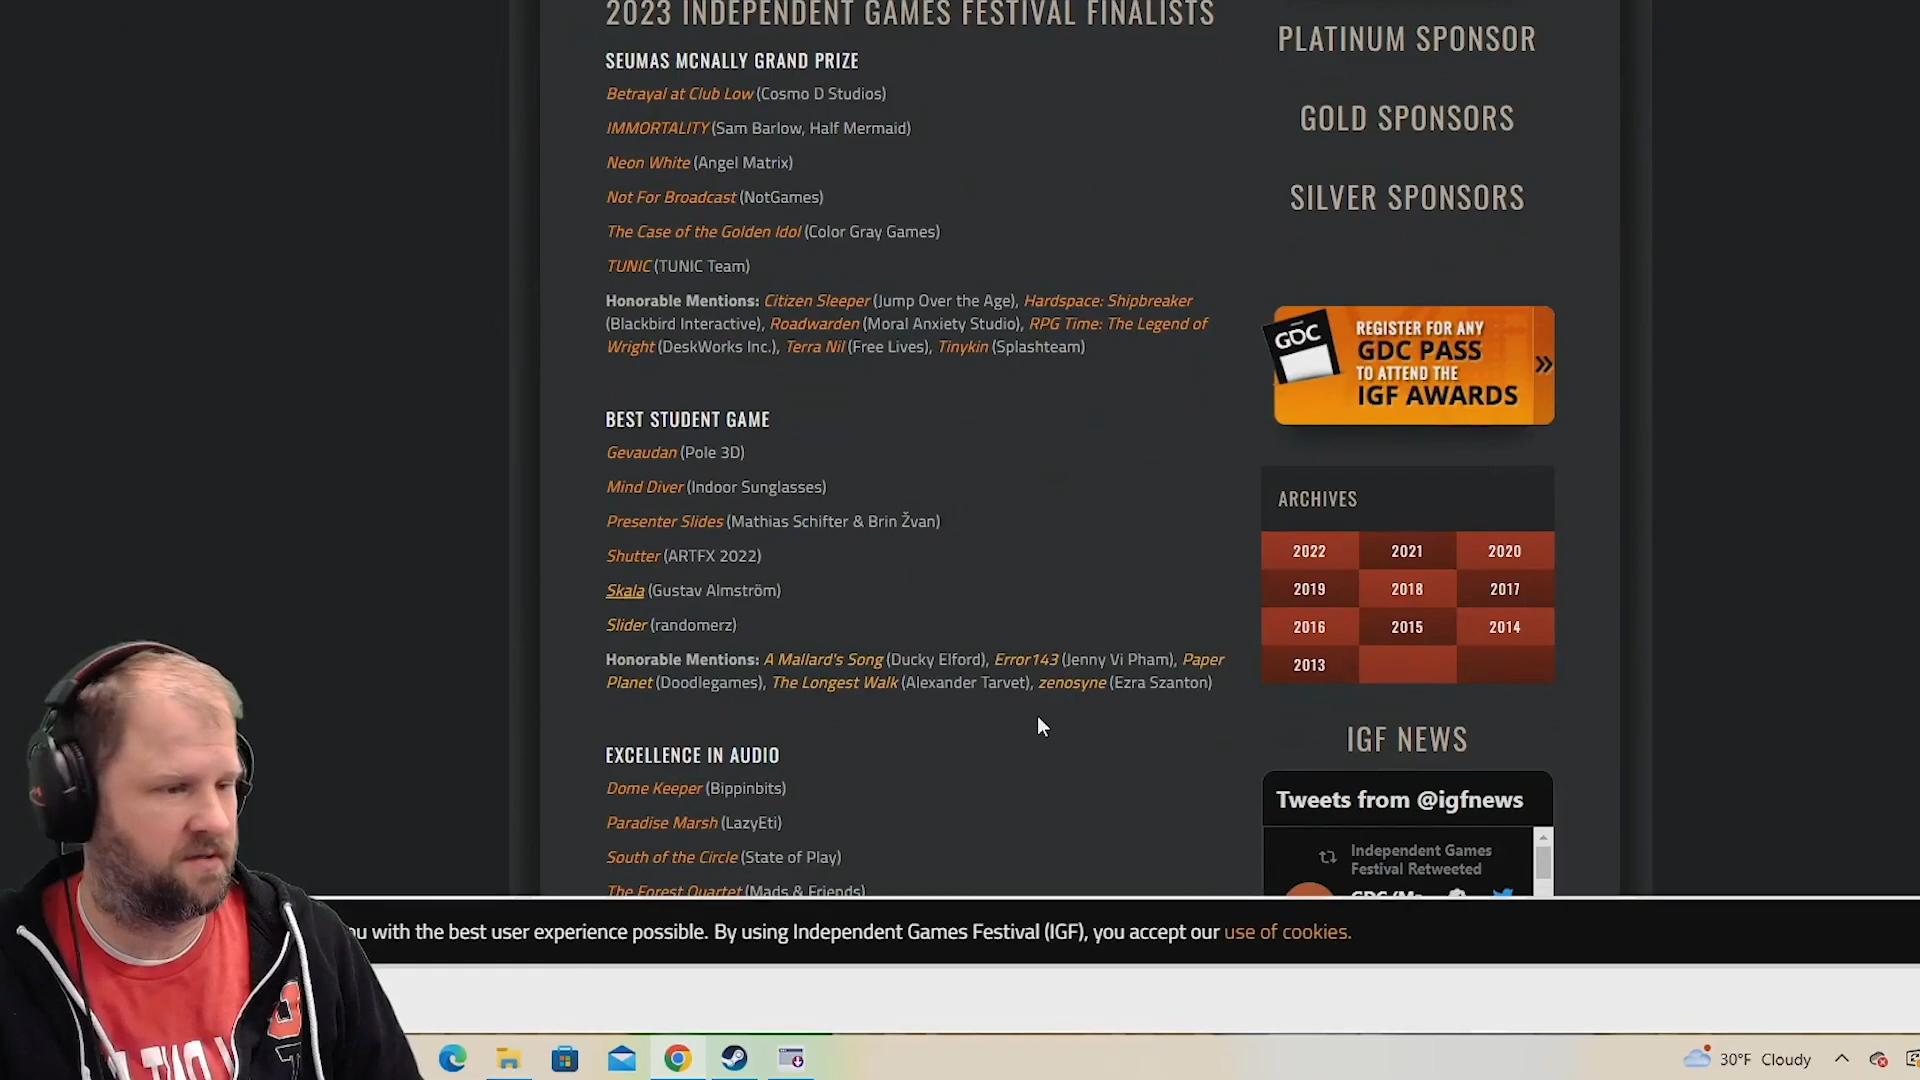 2023 INDEPENDENT GAMES FESTIVAL FINALISTS
SEUMAS MCNALLY GRAND PRIZE
Betrayal at Club Low (Cosmo D Studios)
IMMORTALITY (Sam Barlow, Half Mermaid)
Neon White (Angel Matrix)
Not For Broadcast (NotGames)
The Case of the Golden Idol (Color Gray Games)
TUNIC (TUNIC Team)
Honorable Mentions: Citizen Sleeper (Jump Over the Age), Hardspace: Shipbreaker
(Blackbird Interactive), Roadwarden (Moral Anxiety Studio), RPG Time: The Legend of
Wright (DeskWorks Inc.), Terra Nil (Free Lives), Tinykin (Splashteam)
BEST STUDENT GAME
Gevaudan (Pole 3D)
Mind Diver (Indoor Sunglasses)
Presenter Slides (Mathias Schifter & Brin Žvan)
Shutter (ARTFX 2022)
Skala (Gustav Almström)
Slider (randomerz)
Honorable Mentions: A Mallard's Song (Ducky Elford), Error143 (Jenny Vi Pham), Paper
Planet (Doodlegames), The Longest Walk (Alexander Tarvet), zenosyne (Ezra Szanton)
EXCELLENCE IN AUDIO
Dome Keeper (Bippinbits)
Paradise Marsh (LazyEti)
South of the Circle (State of Play)
The Forest Quartet (Mads & Friends)
PLATINUM SPONSOR
GOLD SPONSORS
SILVER SPONSORS
GDC
REGISTER FOR ANY
GDC PASS
TO ATTEND THE
IGF AWARDS
ARCHIVES
2022 2021 2020
2019 2018 2017
2016 2015 2014
2013
IGF NEWS
Tweets from @igfnews
Independent Games
Festival Retweeted
with the best user experience possible. By using Independent Games Festival (IGF), you accept our use of cookies.
30°F Cloudy